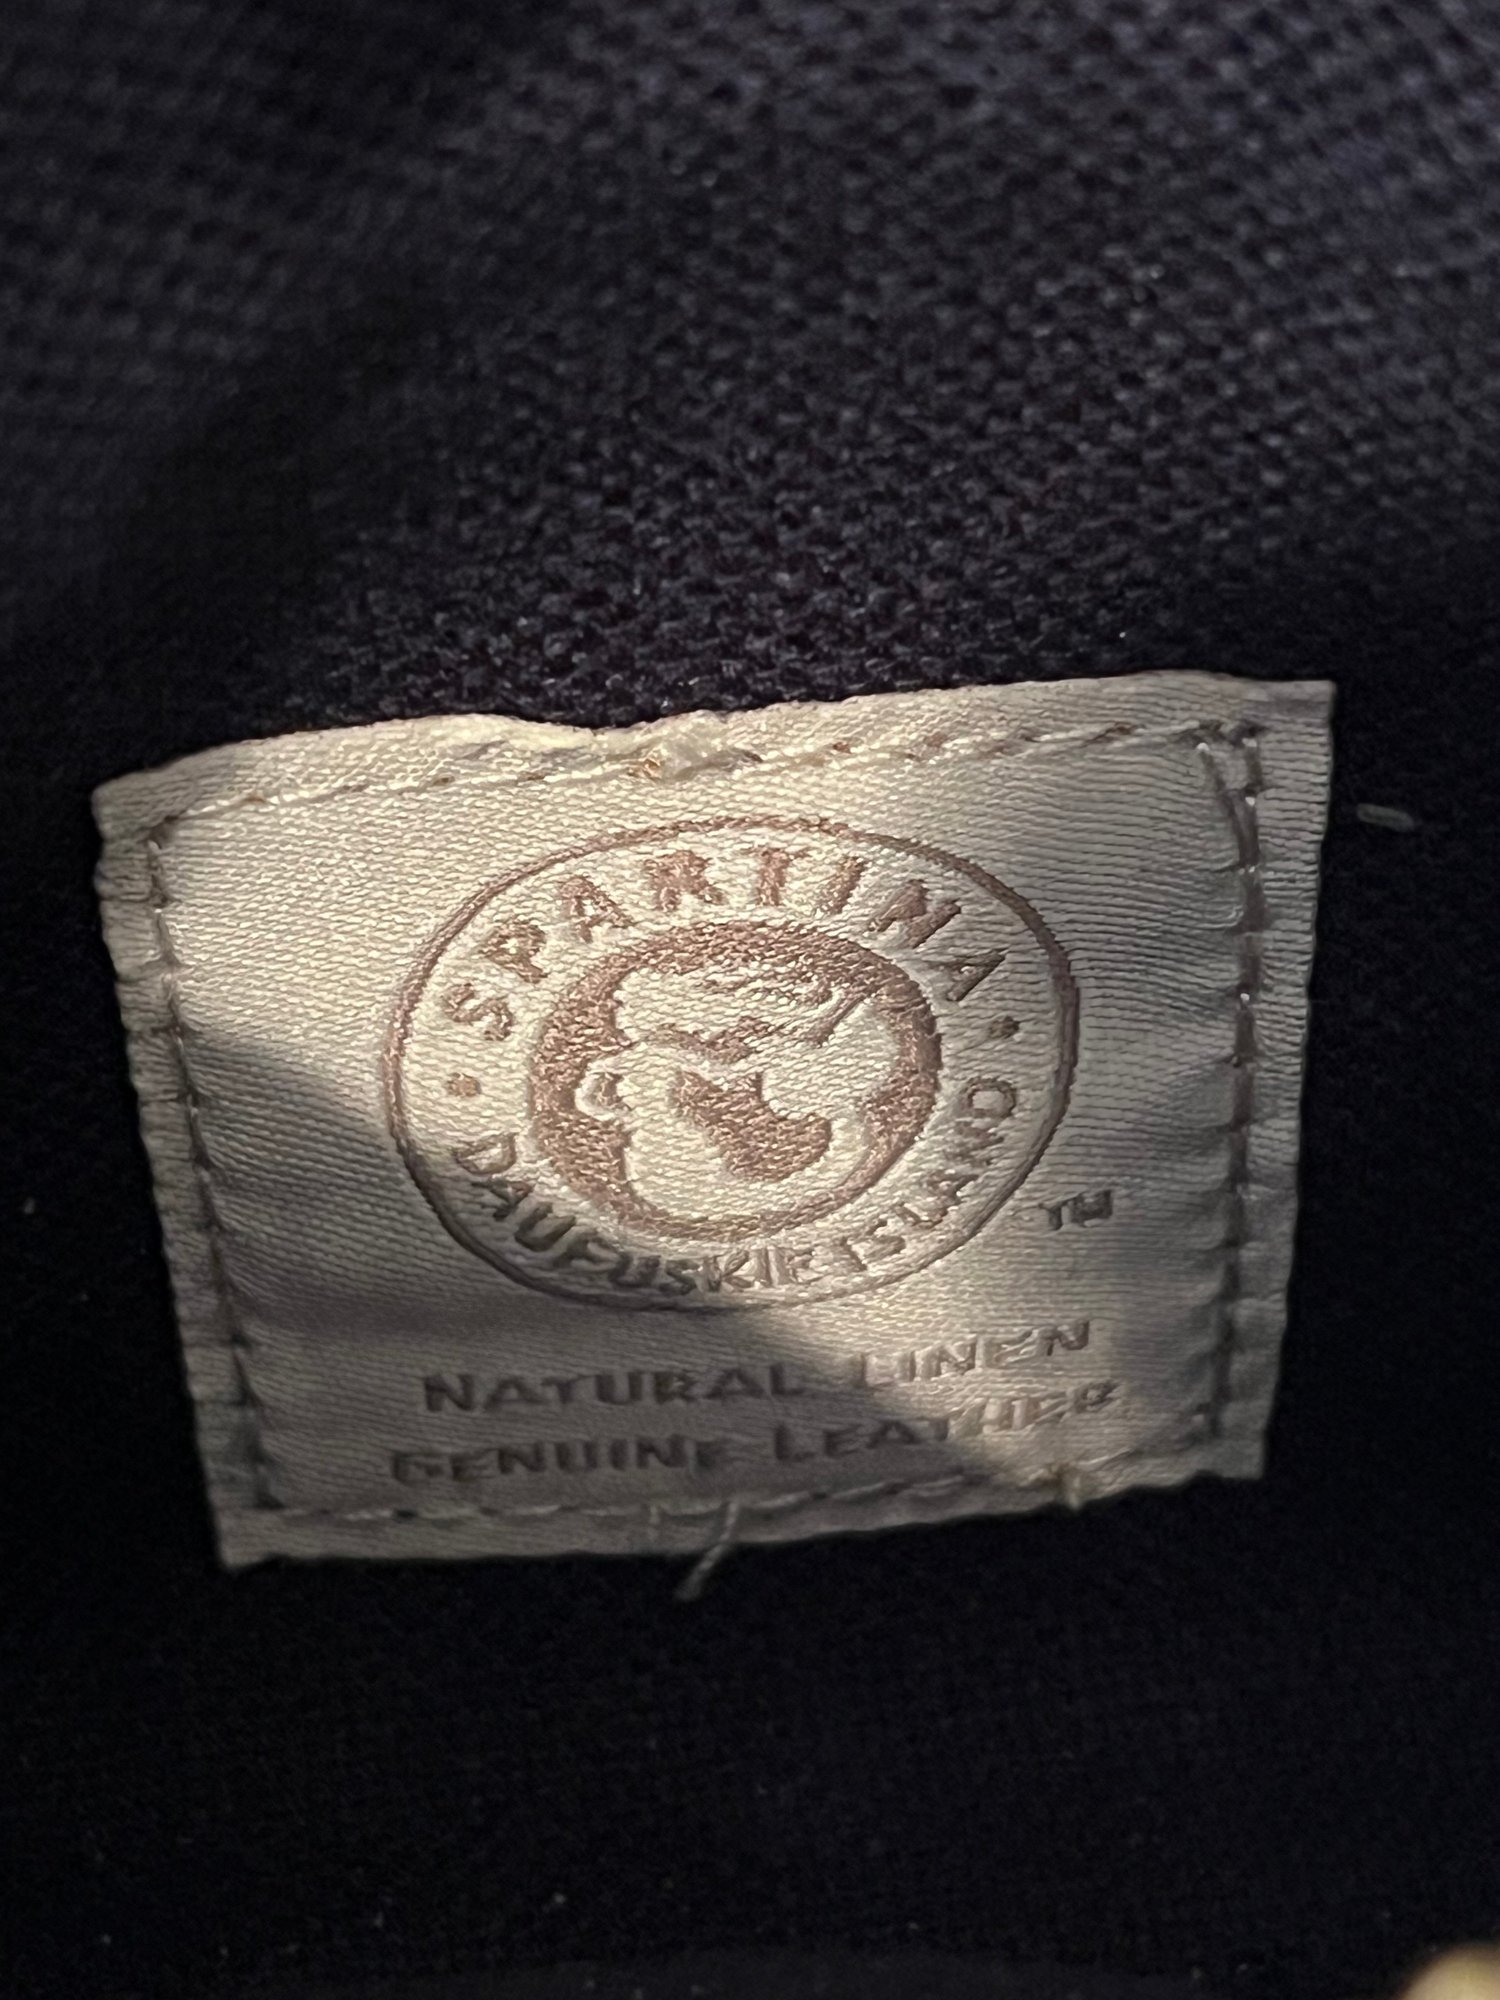 SPARTINA
DAUFUSKIE ISLAND
TM
NATURAL LINEN
GENUINE LEATHER